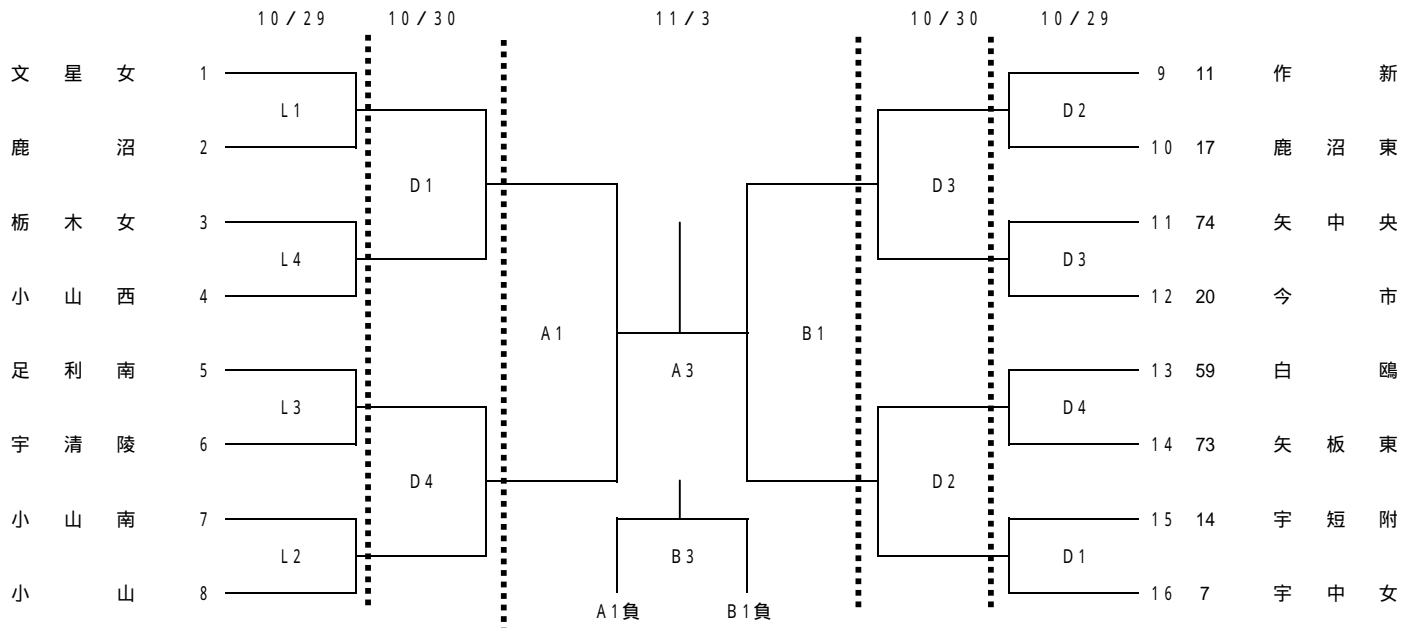 10/29 10/30 11/3 10/30 10/29
文星女 1 9 11 作新
L1 D2
鹿沼 2 10 17 鹿沼東
D1 D3
栃木女 3 11 74 矢中央
L4 D3
小山西 4 12 20 今市
A1 B1
足利南 5 A3 13 59 白鴎
L3 D4
宇清陵 6 14 73 矢板東
D4 D2
小山南 7 15 14 宇短附
L2 B3 D1
小山 8 16 7 宇中女
A1負 B1負